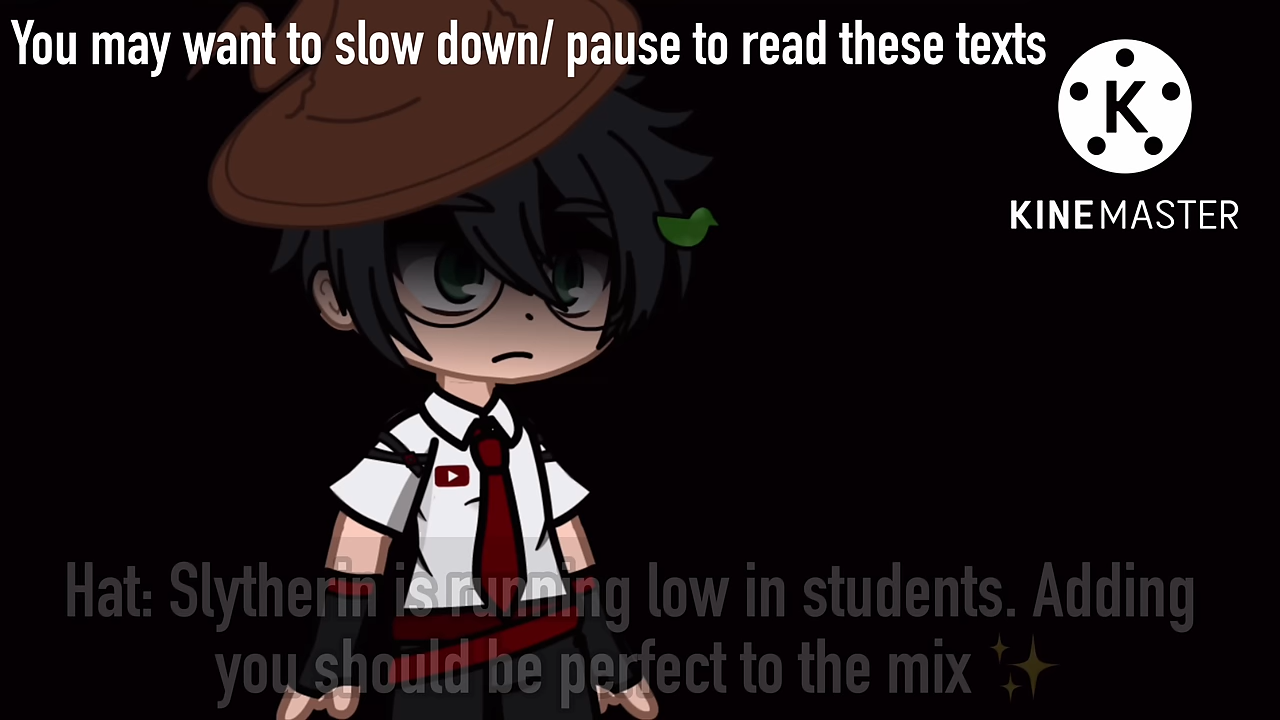 You may want to slow down/ pause to read these texts
K
KINEMASTER
Hat: Slytherin is running low in students. Adding
you should be perfect to the mix ✨